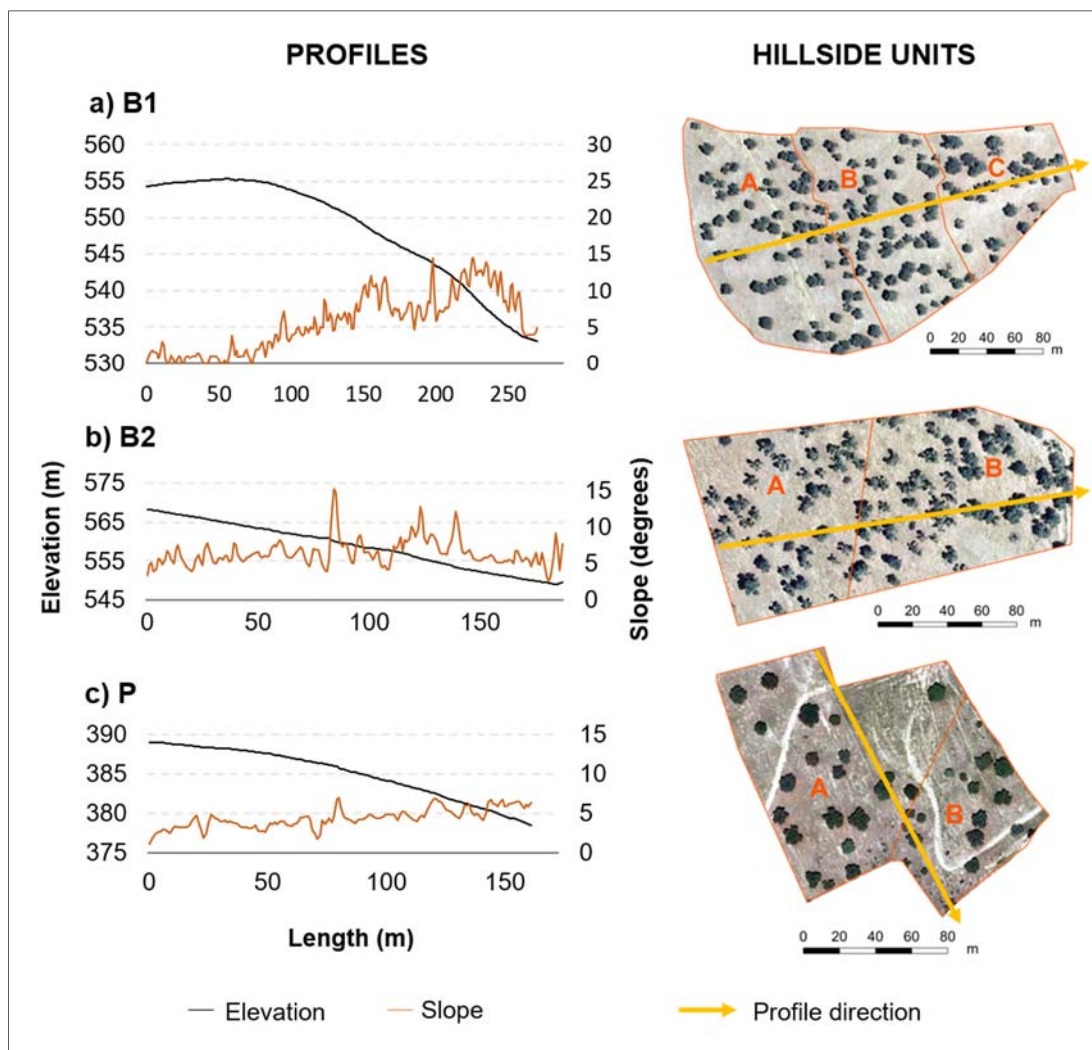 PROFILES
HILLSIDE UNITS
a) B1
560
555
550
545
540
535
530
30
25
20
15
10
5
0
0 50 100 150 200 250
A
B
C
0 20 40 60 80
m
b) B2
575
565
555
545
15
10
5
0
0 50 100 150
A
B
0 20 40 60 80
m
Elevation (m)
Slope (degrees)
c) P
390
385
380
375
15
10
5
0
0 50 100 150
A
B
0 20 40 60 80
m
Length (m)
Elevation
Slope
Profile direction